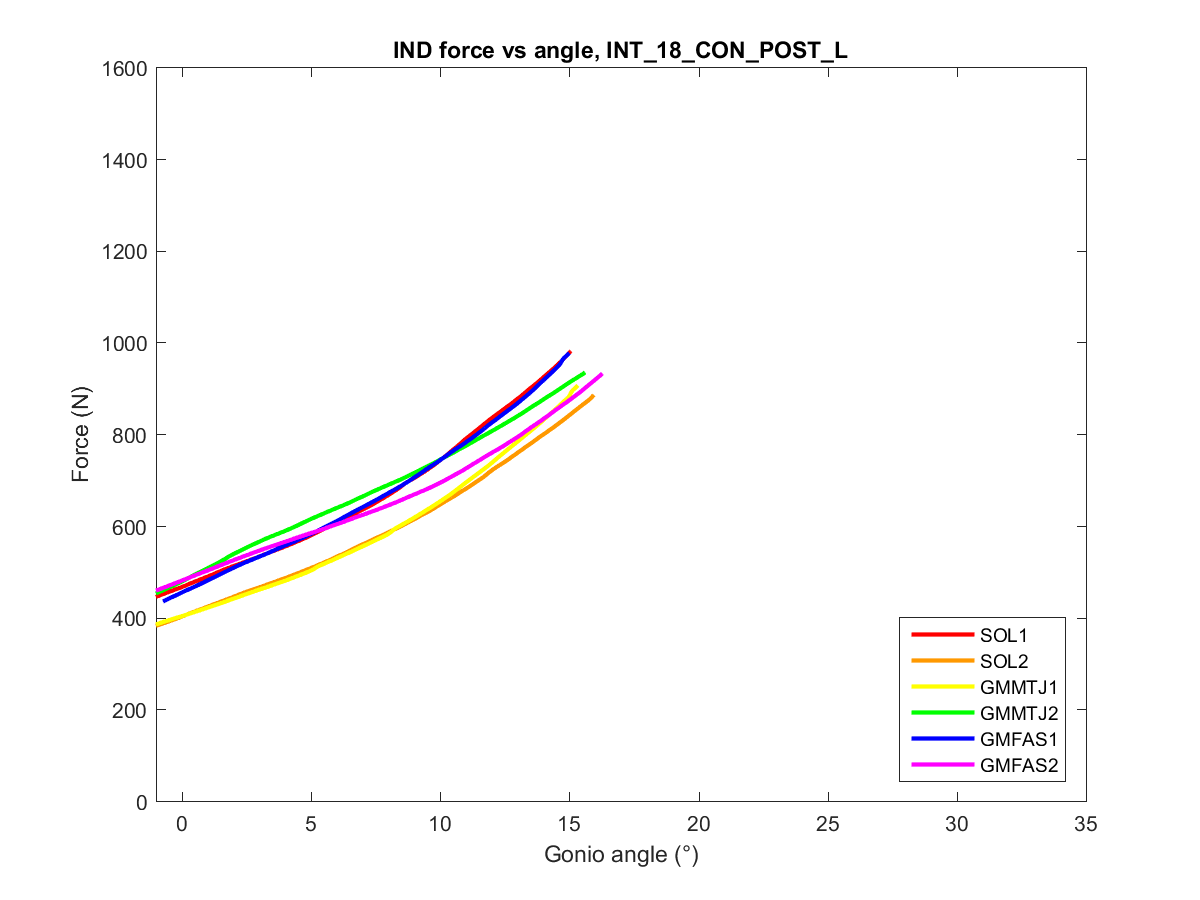 IND force vs angle, INT_18_CON_POST_L
1600
1400
1200
1000
800
600
400
200
0
Force (N)
0 5 10 15 20 25 30 35
Gonio angle (°)
SOL1
SOL2
GMMTJ1
GMMTJ2
GMFAS1
GMFAS2